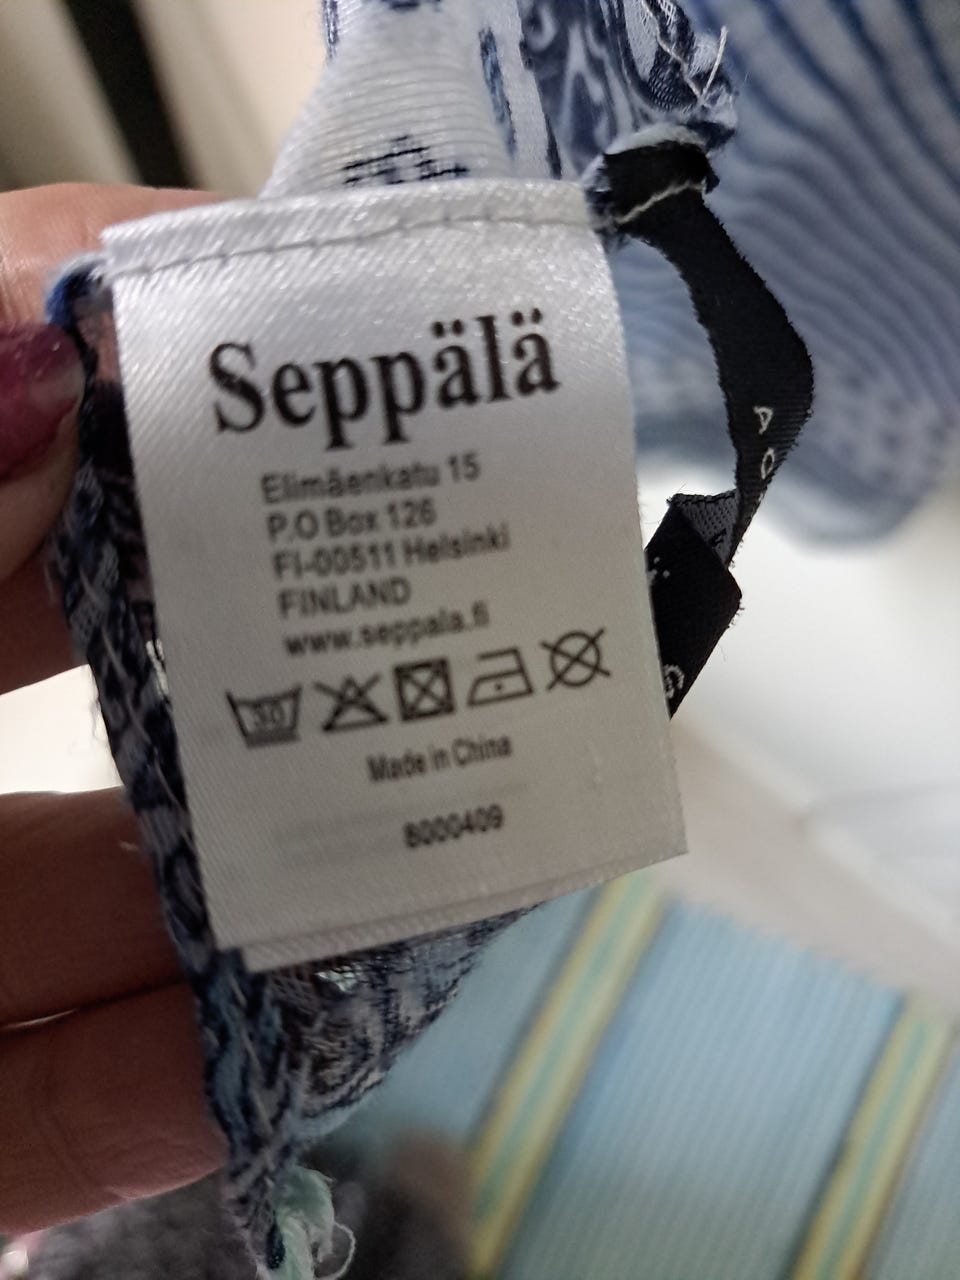 Seppälä
Elimäenkatu 15
P.O Box 126
FI-00511 Helsinki
FINLAND
www.seppala.fi
30
Made in China
8000409